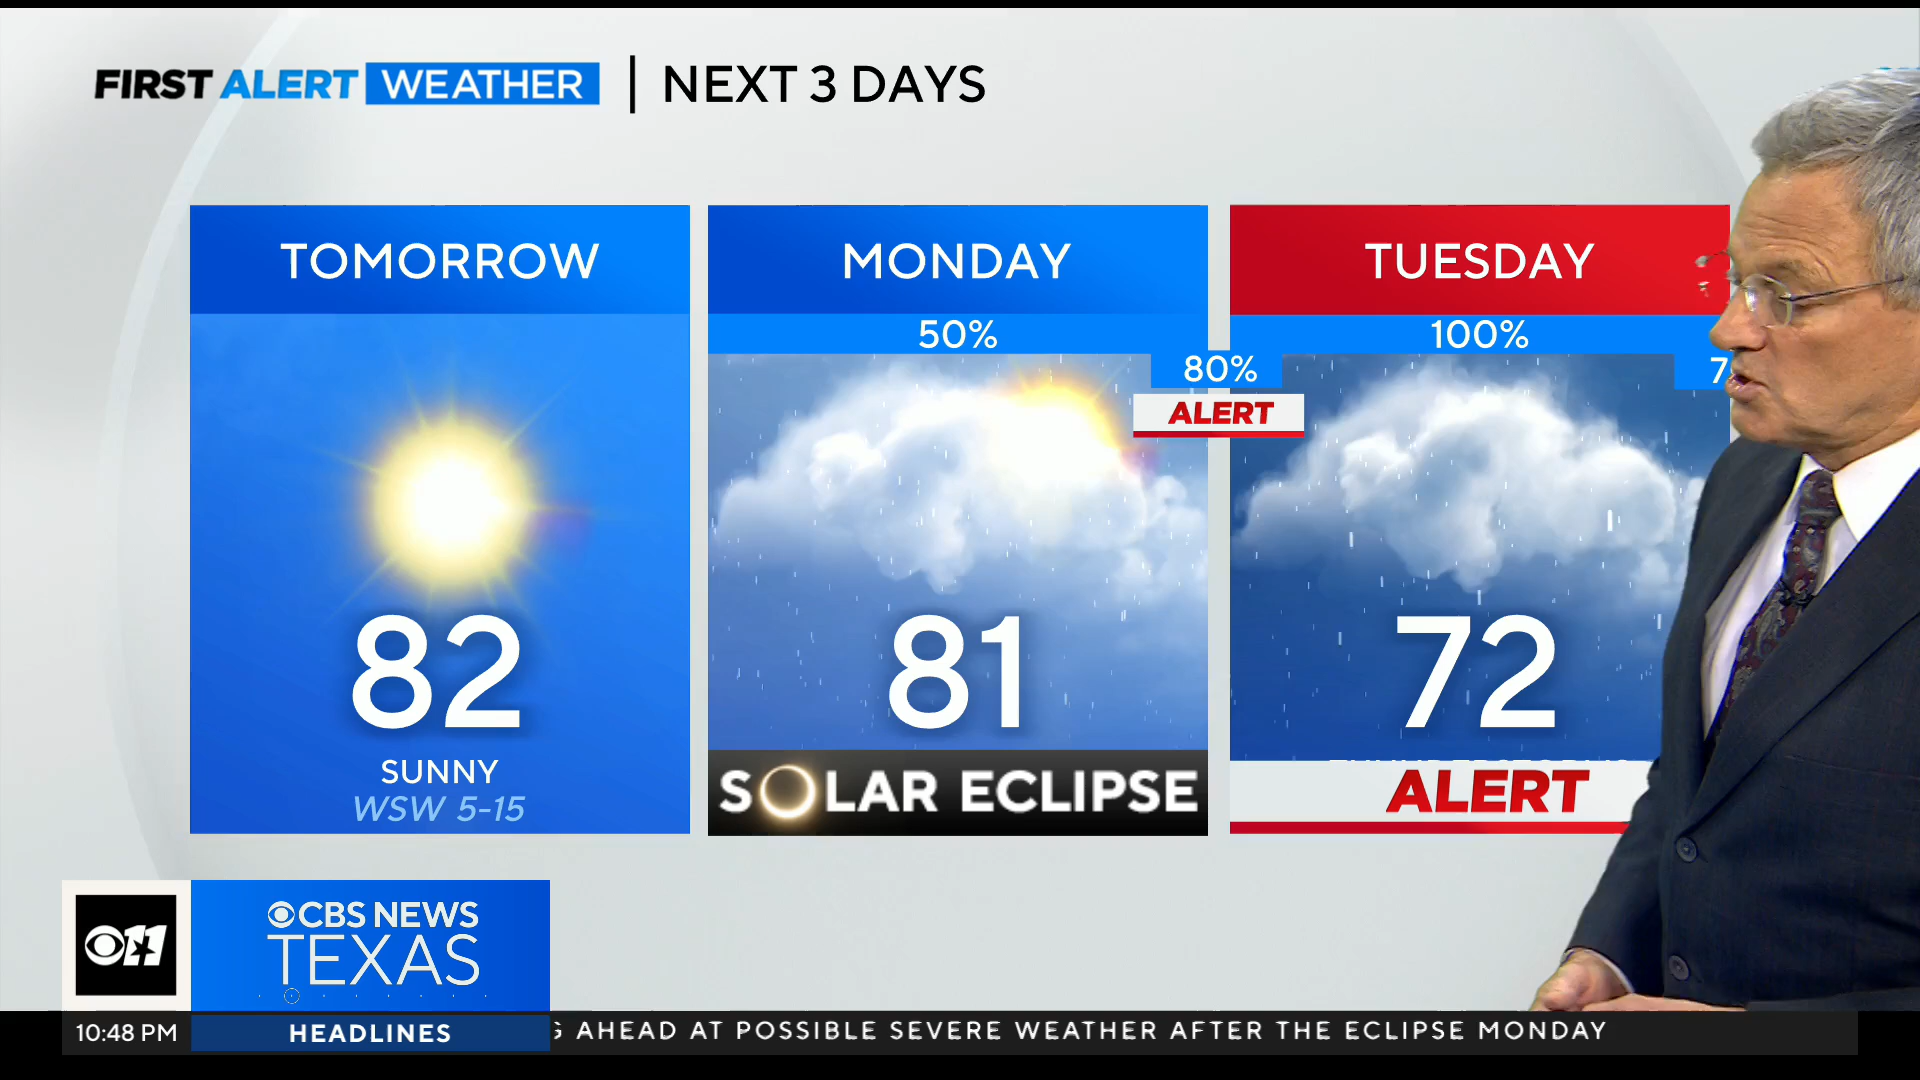 FIRST ALERT WEATHER | NEXT 3 DAYS
TOMORROW
82
SUNNY
WSW 5-15
MONDAY
50%
81
SOLAR ECLIPSE
80%
ALERT
TUESDAY
100%
7
72
ALERT
11
CBS NEWS
TEXAS
10:48 PM
HEADLINES
G AHEAD AT POSSIBLE SEVERE WEATHER AFTER THE ECLIPSE MONDAY